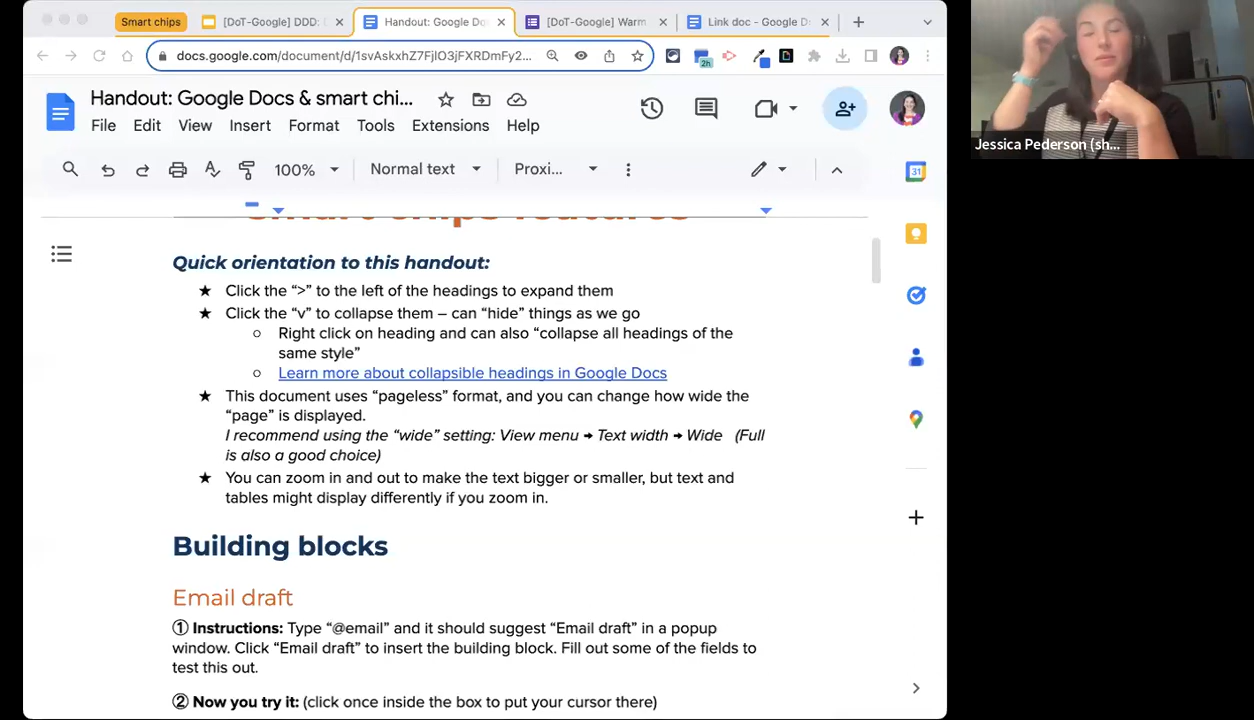 Smart chips
[DoT-Google] DDD:
Handout: Google Do
[DoT-Google] Warm
Link doc - Google D
docs.google.com/document/d/1svAskxhZ7FjlO3jFXRDmFy2...
2h
Handout: Google Docs & smart chi...
File Edit View Insert Format Tools Extensions Help
100% Normal text Proxi...
31
Smart chips features
Quick orientation to this handout:
★ Click the “>” to the left of the headings to expand them
★ Click the “v” to collapse them – can “hide” things as we go
○ Right click on heading and can also “collapse all headings of the
same style”
○ Learn more about collapsible headings in Google Docs
★ This document uses “pageless” format, and you can change how wide the
“page” is displayed.
I recommend using the “wide” setting: View menu → Text width → Wide (Full
is also a good choice)
★ You can zoom in and out to make the text bigger or smaller, but text and
tables might display differently if you zoom in.
Building blocks
Email draft
① Instructions: Type “@email” and it should suggest “Email draft” in a popup
window. Click “Email draft” to insert the building block. Fill out some of the fields to
test this out.
② Now you try it: (click once inside the box to put your cursor there)
Jessica Pederson (sh...